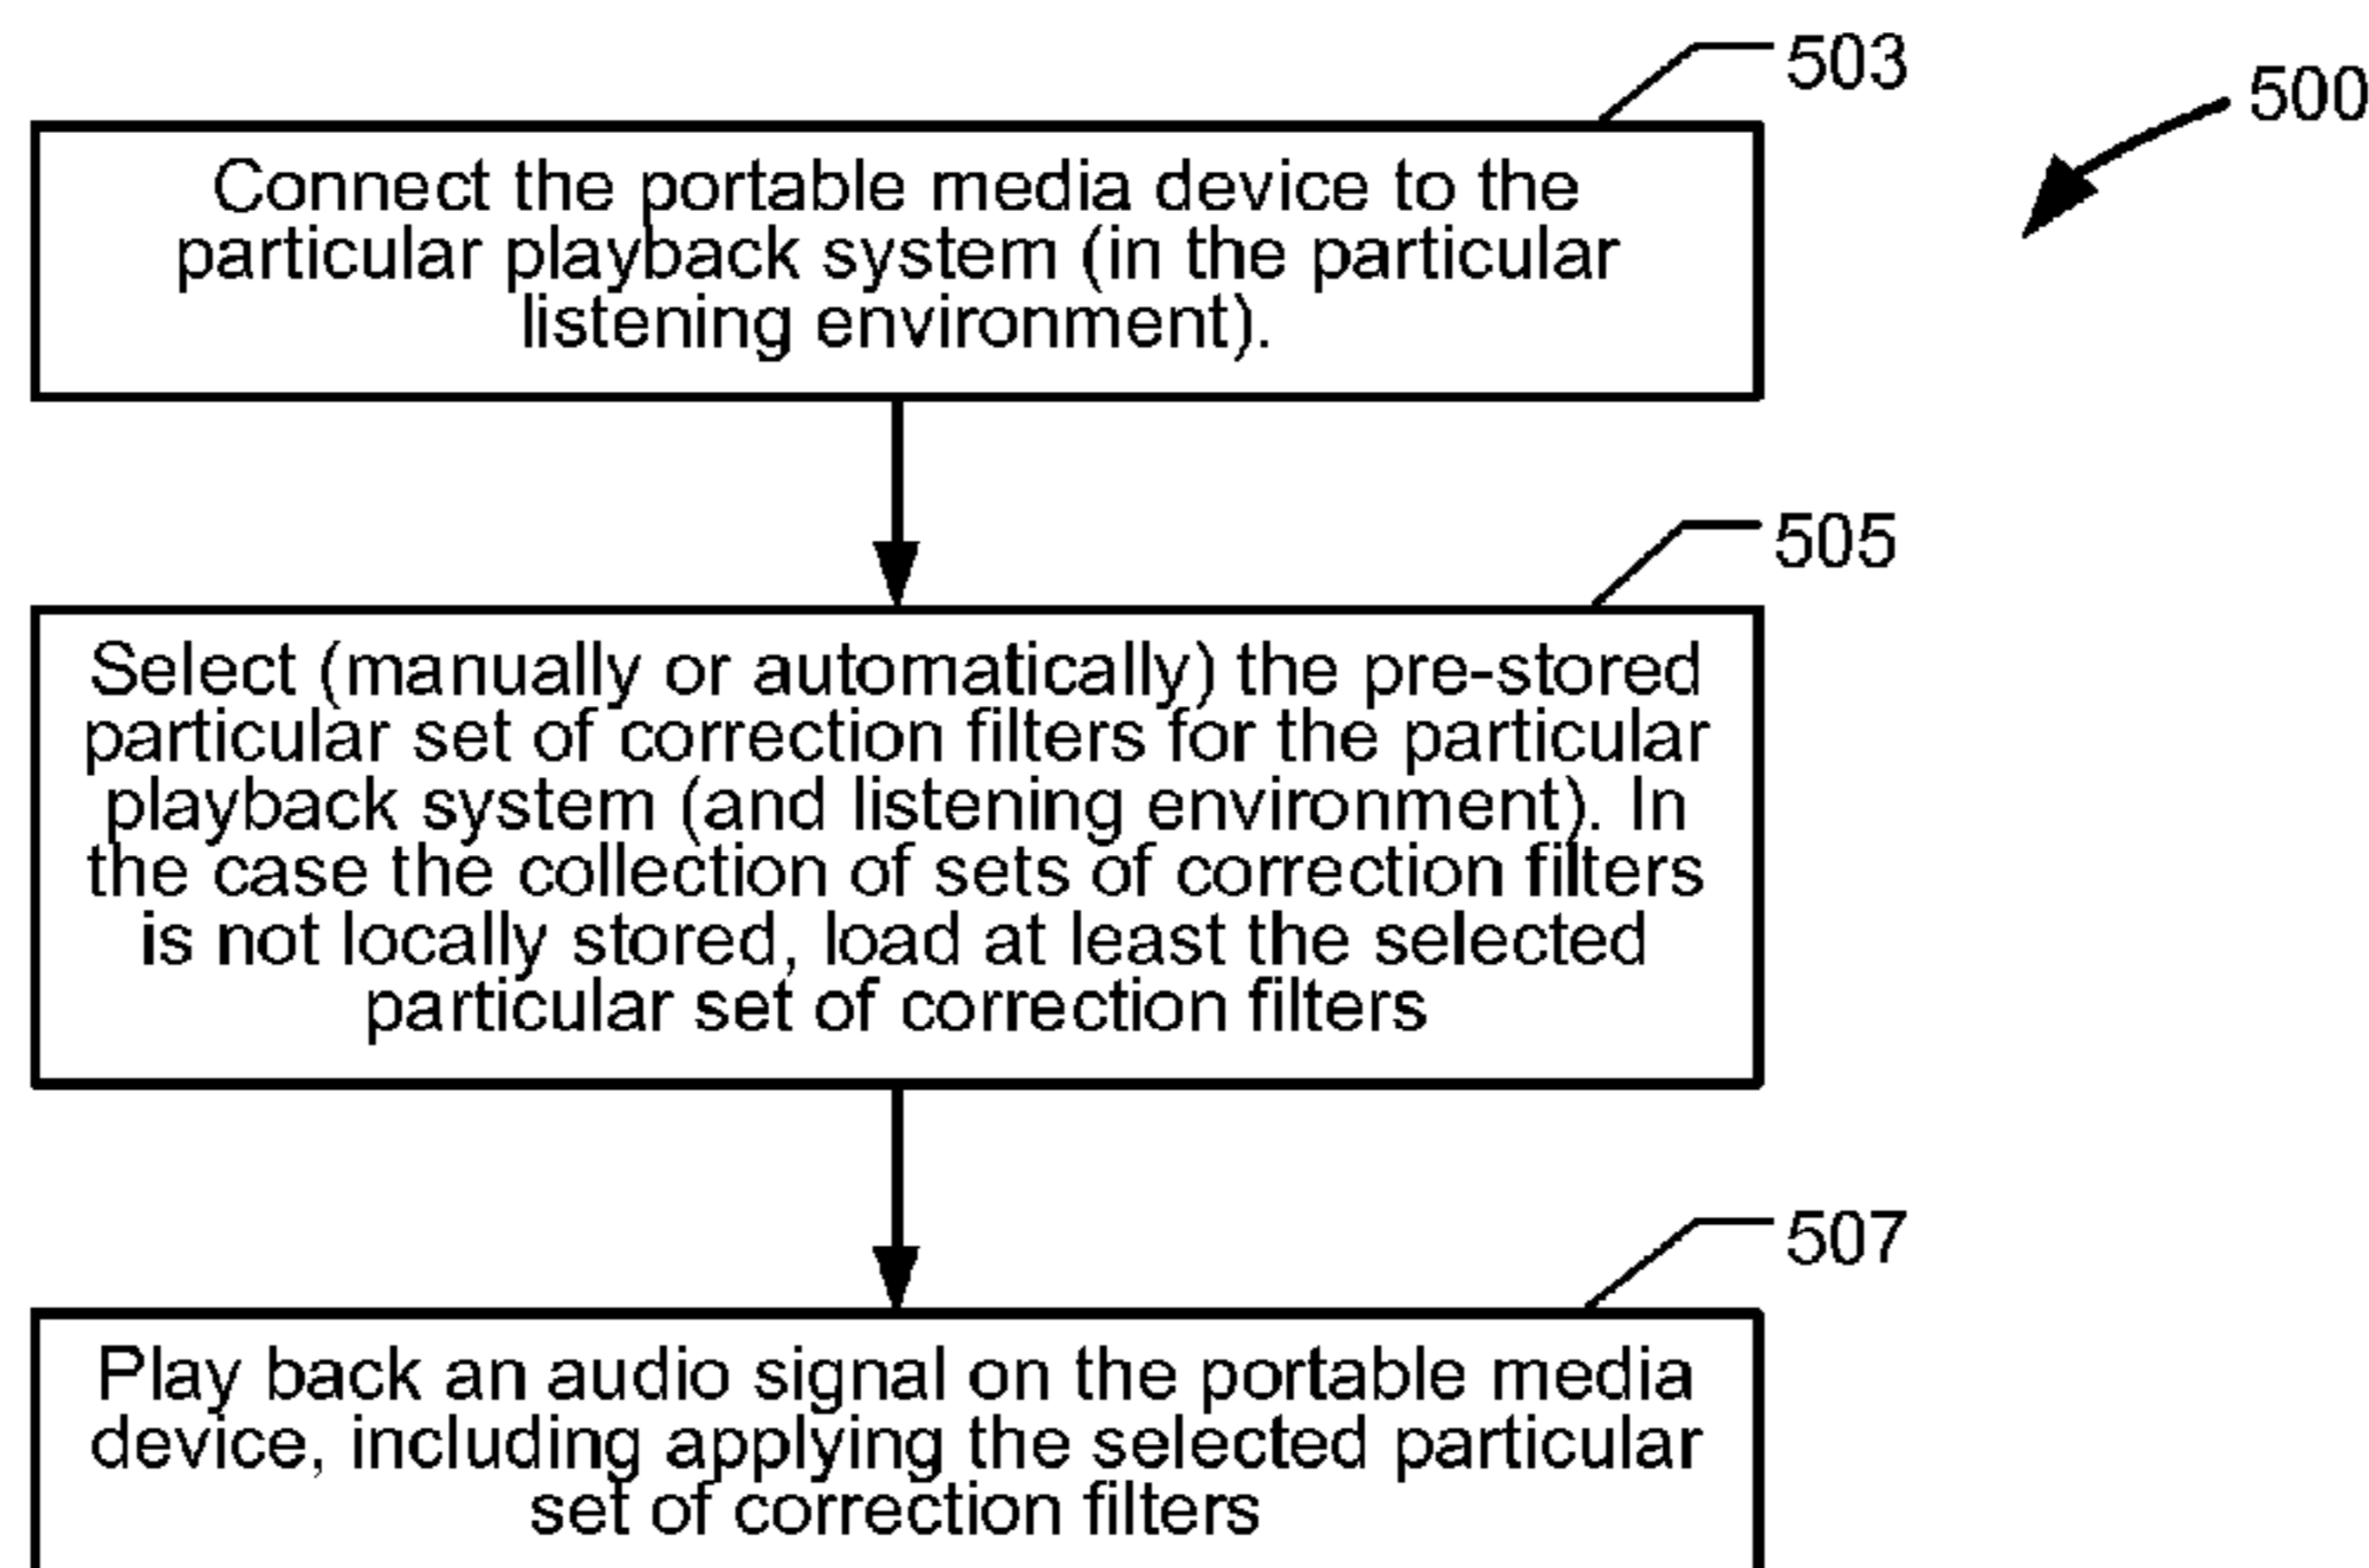 503
500
Connect the portable media device to the
particular playback system (in the particular
listening environment).
505
Select (manually or automatically) the pre-stored
particular set of correction filters for the particular
playback system (and listening environment). In
the case the collection of sets of correction filters
is not locally stored, load at least the selected
particular set of correction filters
507
Play back an audio signal on the portable media
device, including applying the selected particular
set of correction filters